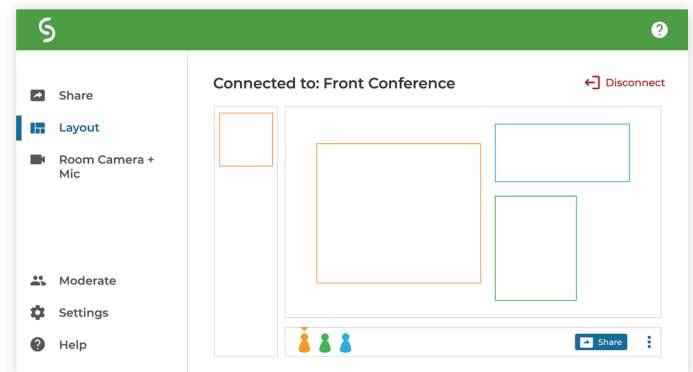 Share
Layout
Room Camera +
Mic
Moderate
Settings
Help
Connected to: Front Conference
Disconnect
Share